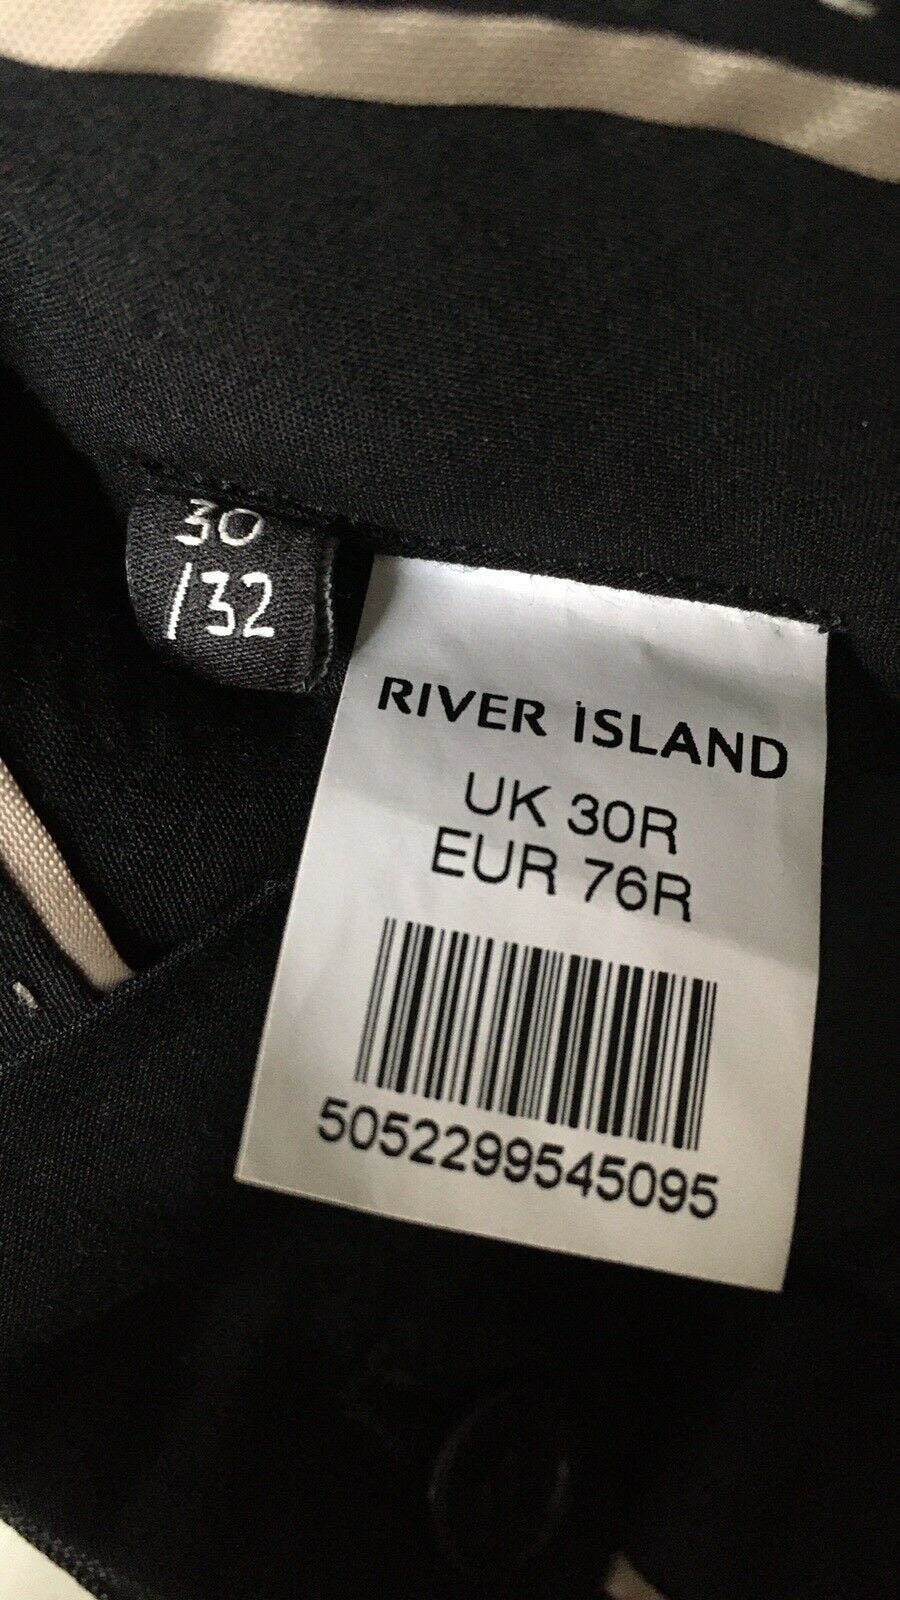 30
/32
RIVER ISLAND
UK 30R
EUR 76R
5052299545095